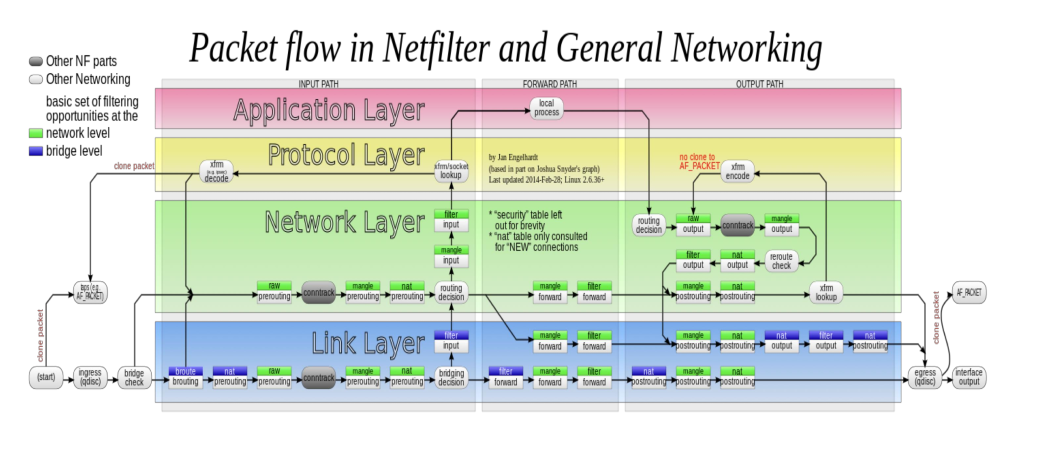 Packet flow in Netfilter and General Networking
Other NF parts
Other Networking
basic set of filtering
opportunities at the
network level
bridge level
INPUT PATH
FORWARD PATH
OUTPUT PATH
Application Layer
local
process
Protocol Layer
clone packet
xfrm
decode
xfrm/socket
lookup
by Jan Engelhardt
(based in part on Joshua Snyder's graph)
Last updated 2014-Feb-28; Linux 2.6.36+
no clone to
AF_PACKET
xfrm
encode
Network Layer
filter
input
mangle
input
* "security" table left
out for brevity
* "nat" table only consulted
for "NEW" connections
routing
decision
raw
output
conntrack
mangle
output
filter
output
nat
output
reroute
check
taps (e.g.
AF_PACKET)
raw
prerouting
conntrack
mangle
prerouting
nat
prerouting
routing
decision
mangle
forward
filter
forward
mangle
postrouting
nat
postrouting
xfrm
lookup
AF_PACKET
clone packet
clone packet
Link Layer
filter
input
mangle
forward
filter
forward
mangle
postrouting
nat
postrouting
nat
output
filter
output
nat
postrouting
(start)
ingress
(qdisc)
bridge
check
broute
brouting
nat
prerouting
raw
prerouting
conntrack
mangle
prerouting
nat
prerouting
bridging
decision
filter
forward
mangle
forward
filter
forward
nat
postrouting
mangle
postrouting
nat
postrouting
egress
(qdisc)
interface
output